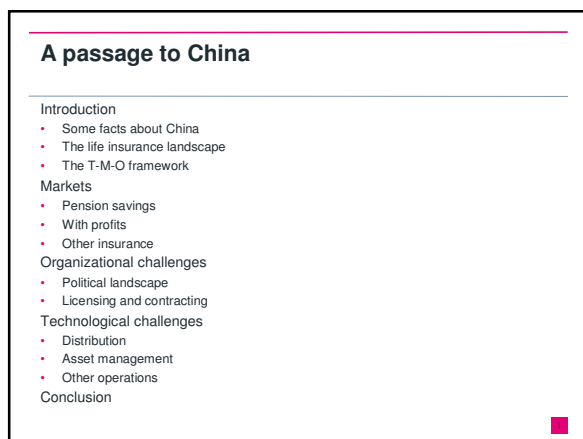 A passage to China
Introduction
• Some facts about China
• The life insurance landscape
• The T-M-O framework
Markets
• Pension savings
• With profits
• Other insurance
Organizational challenges
• Political landscape
• Licensing and contracting
Technological challenges
• Distribution
• Asset management
• Other operations
Conclusion
1